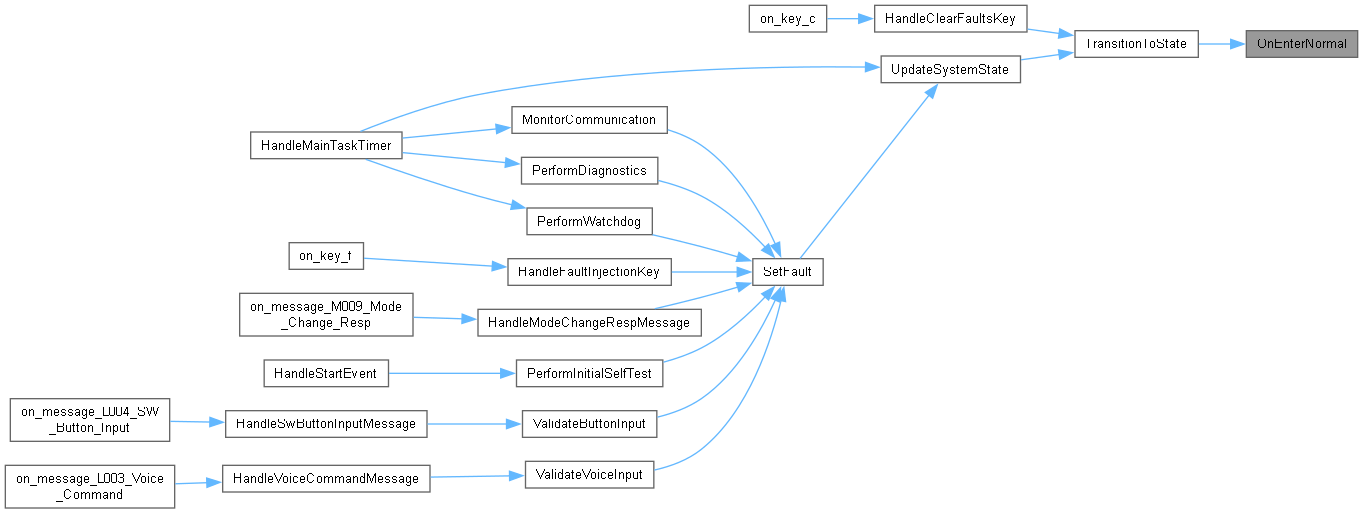 on_key_c
HandleClearFaultsKey
TransitionToState
OnEnterNormal
UpdateSystemState
MonitorCommunication
HandleMainTaskTimer
PerformDiagnostics
PerformWatchdog
on_key_f
HandleFaultInjectionKey
SetFault
on_message_M009_Mode
_Change_Resp
HandleModeChangeRespMessage
HandleStartEvent
PerformInitialSelfTest
on_message_L004_SW
_Button_Input
HandleSwButtonInputMessage
ValidateButtonInput
on_message_L003_Voice
_Command
HandleVoiceCommandMessage
ValidateVoiceInput